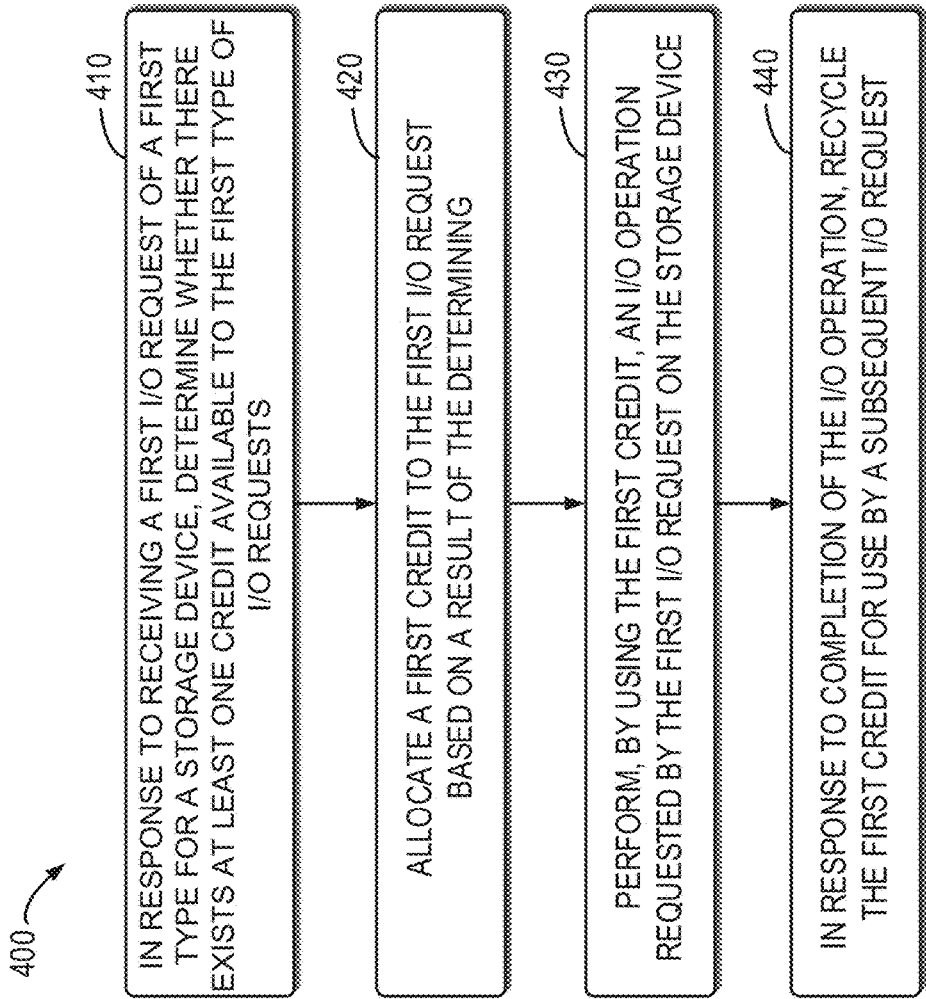 400
410
IN RESPONSE TO RECEIVING A FIRST I/O REQUEST OF A FIRST
TYPE FOR A STORAGE DEVICE, DETERMINE WHETHER THERE
EXISTS AT LEAST ONE CREDIT AVAILABLE TO THE FIRST TYPE OF
I/O REQUESTS
420
ALLOCATE A FIRST CREDIT TO THE FIRST I/O REQUEST
BASED ON A RESULT OF THE DETERMINING
430
PERFORM, BY USING THE FIRST CREDIT, AN I/O OPERATION
REQUESTED BY THE FIRST I/O REQUEST ON THE STORAGE DEVICE
440
IN RESPONSE TO COMPLETION OF THE I/O OPERATION, RECYCLE
THE FIRST CREDIT FOR USE BY A SUBSEQUENT I/O REQUEST